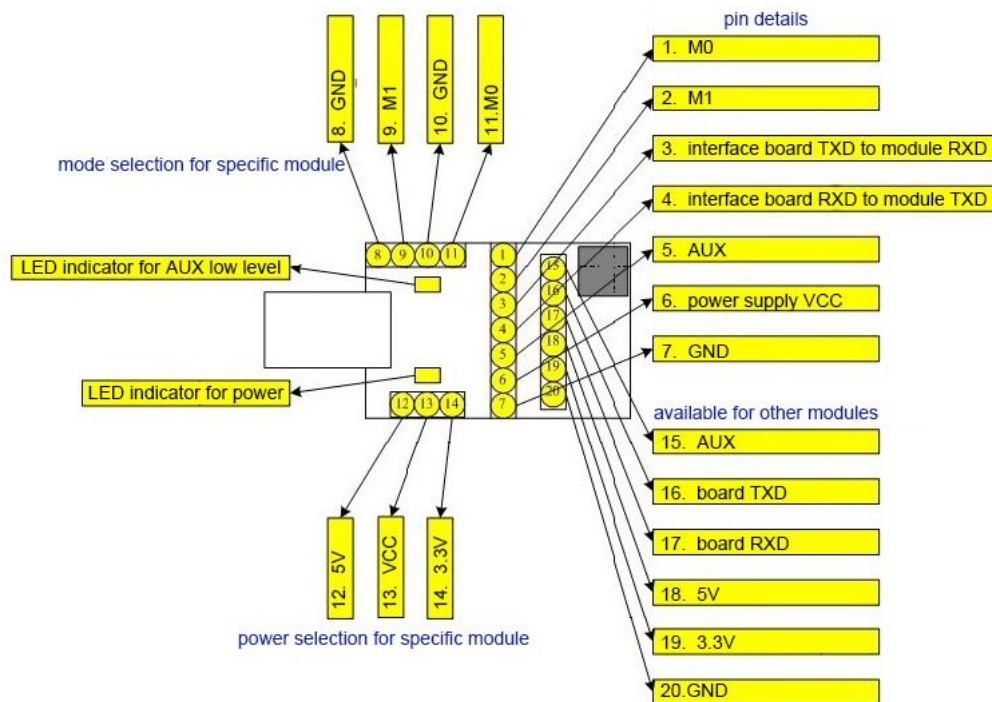 pin details
8. GND
9. M1
10. GND
11.M0
1. M0
2. M1
3. interface board TXD to module RXD
4. interface board RXD to module TXD
5. AUX
6. power supply VCC
7. GND
mode selection for specific module
LED indicator for AUX low level
LED indicator for power
8 9 10 11
1
2
3
4
5
6
7
15
16
17
18
19
20
12 13 14
available for other modules
15. AUX
16. board TXD
17. board RXD
18. 5V
19. 3.3V
20.GND
12. 5V
13. VCC
14. 3.3V
power selection for specific module